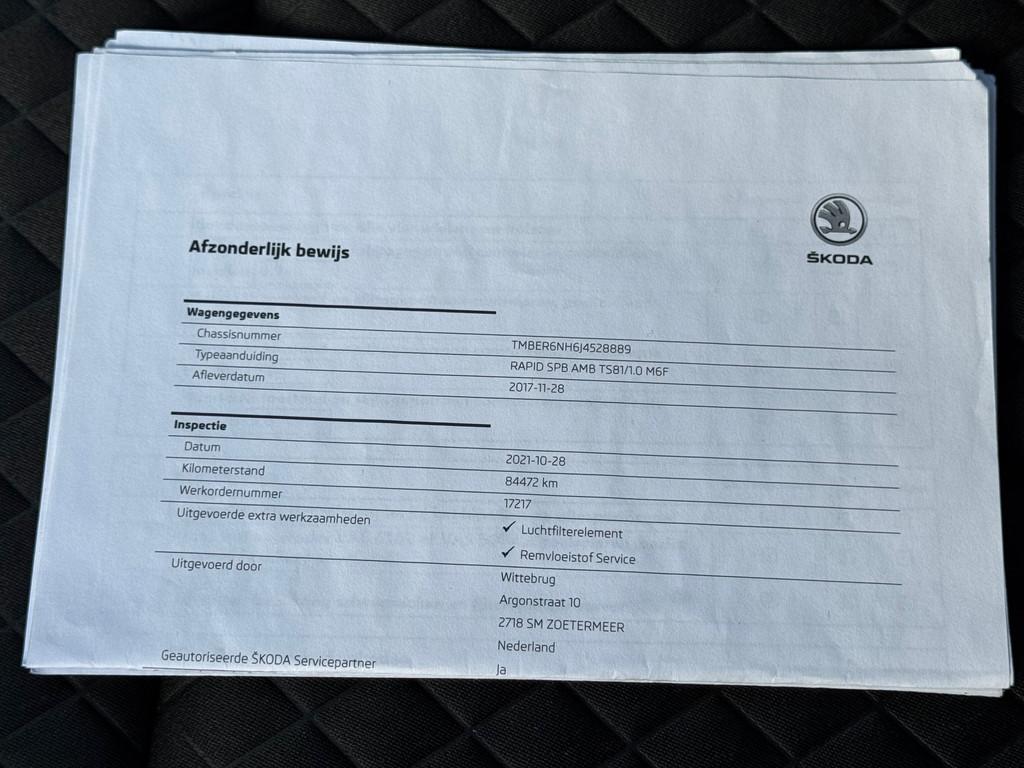 ŠKODA
Afzonderlijk bewijs
Wagengegevens
Chassisnummer TMBER6NH6J4528889
Typeaanduiding RAPID SPB AMB TS81/1.0 M6F
Afleverdatum 2017-11-28
Inspectie
Datum 2021-10-28
Kilometerstand 84472 km
Werkordernummer 17217
Uitgevoerde extra werkzaamheden ✓ Luchtfilterelement
✓ Remvloeistof Service
Uitgevoerd door Wittebrug
Argonstraat 10
2718 SM ZOETERMEER
Nederland
Geautoriseerde ŠKODA Servicepartner Ja